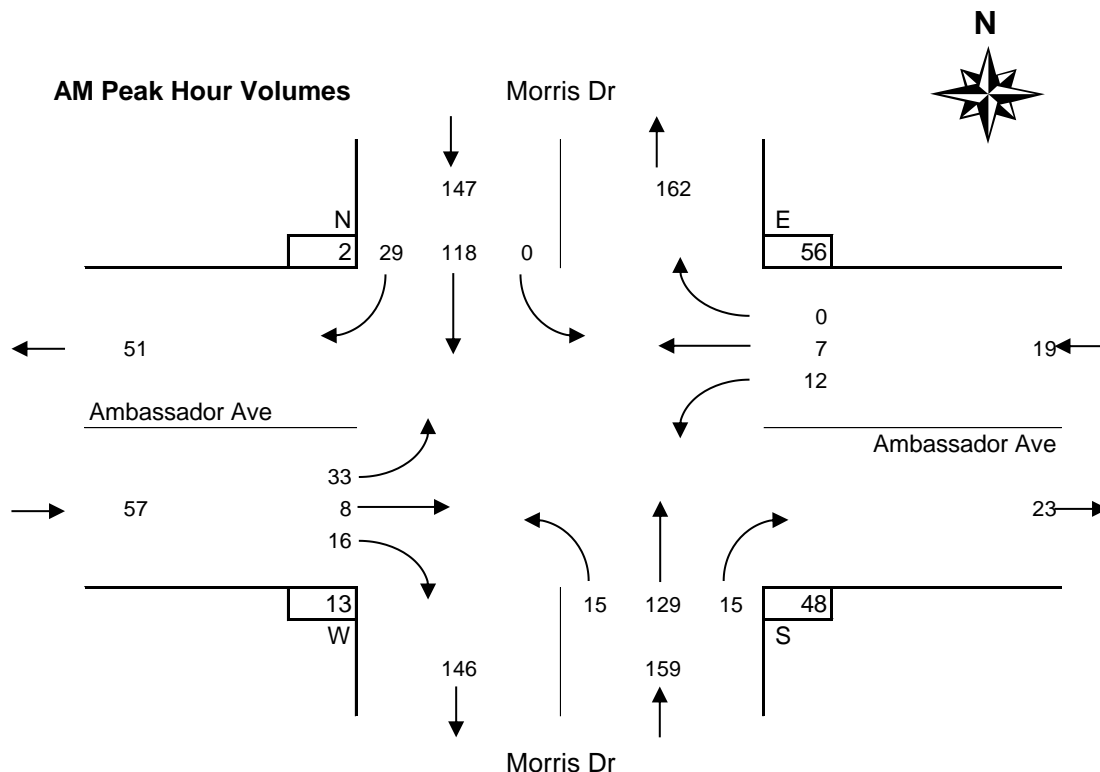 N
AM Peak Hour Volumes Morris Dr
147 162
N E
2 29 118 0 56
0
51 7 19
12
Ambassador Ave
Ambassador Ave
33
57 8 23
16
13 15 129 15 48
W S
146 159
Morris Dr